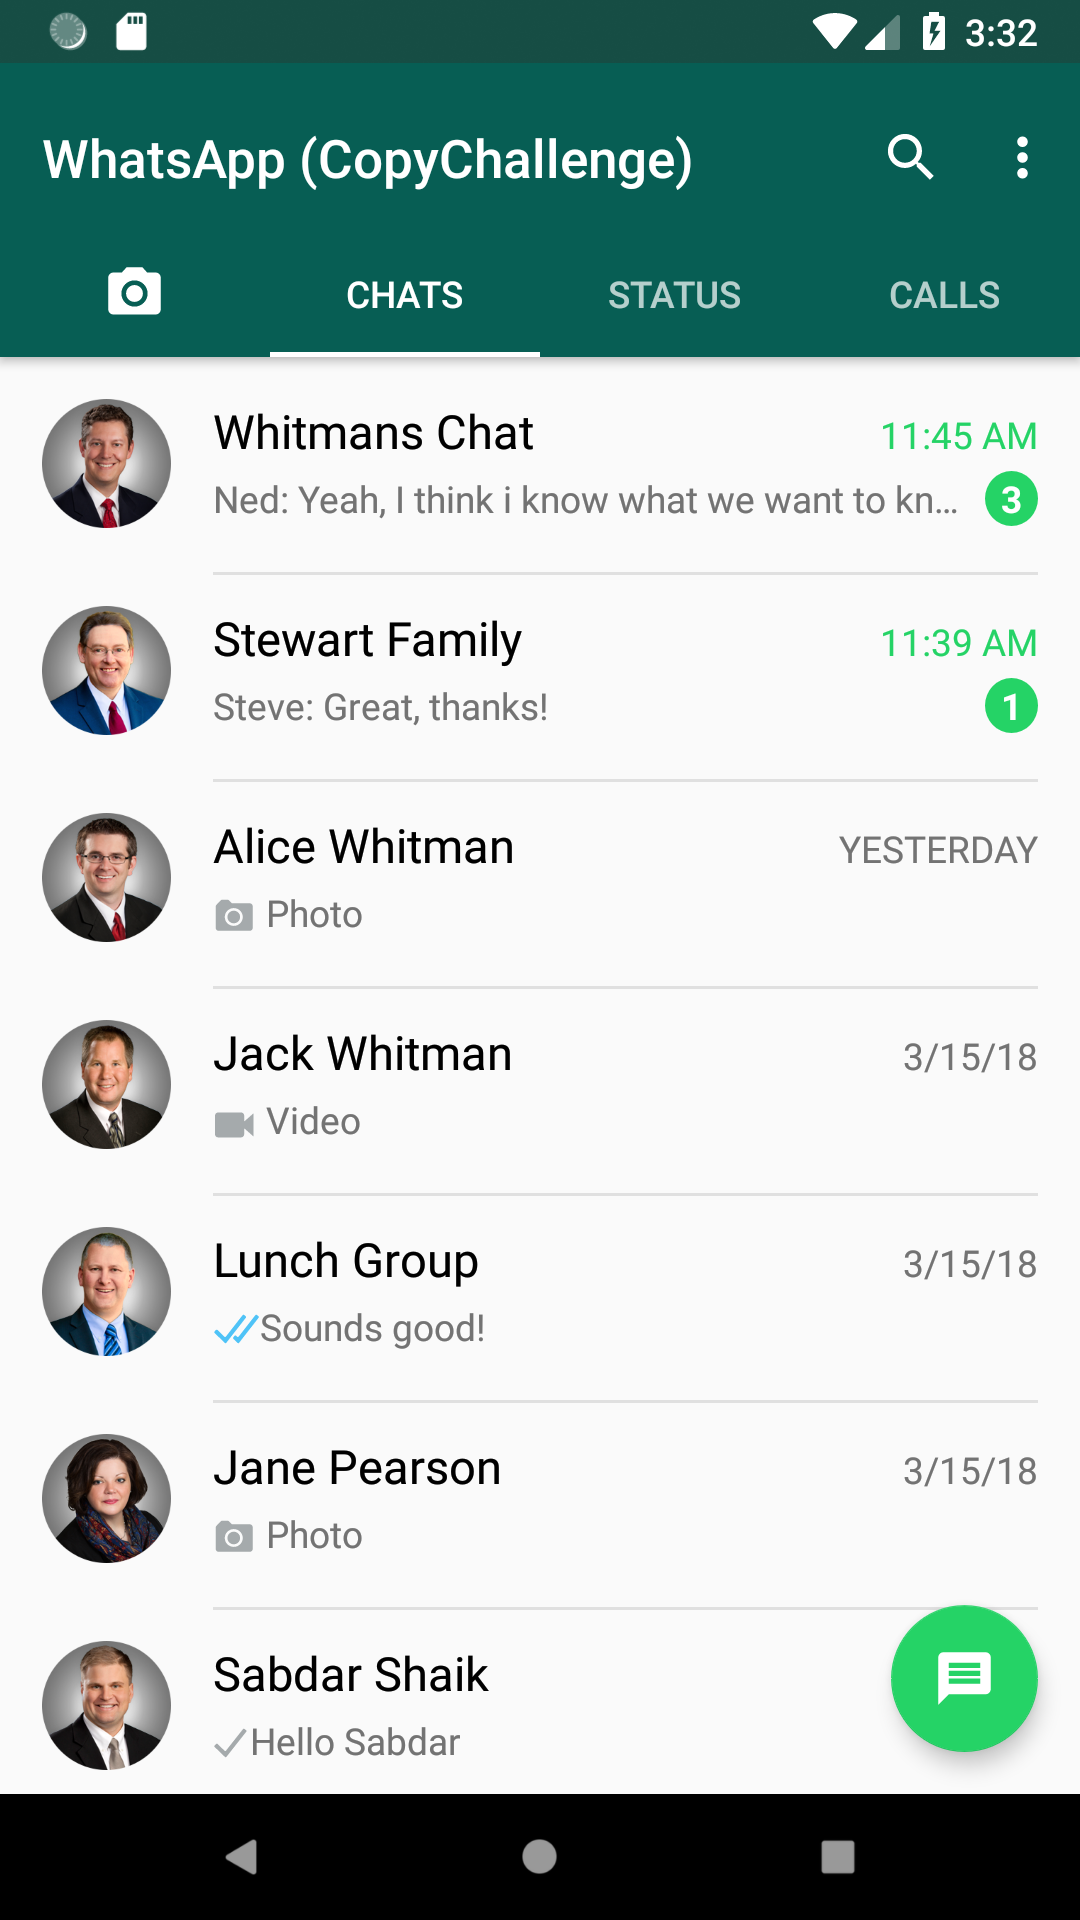 3:32
WhatsApp (CopyChallenge)
CHATS STATUS CALLS
Whitmans Chat 11:45 AM
Ned: Yeah, I think i know what we want to kn... 3
Stewart Family 11:39 AM
Steve: Great, thanks! 1
Alice Whitman YESTERDAY
Photo
Jack Whitman 3/15/18
Video
Lunch Group 3/15/18
Sounds good!
Jane Pearson 3/15/18
Photo
Sabdar Shaik
Hello Sabdar